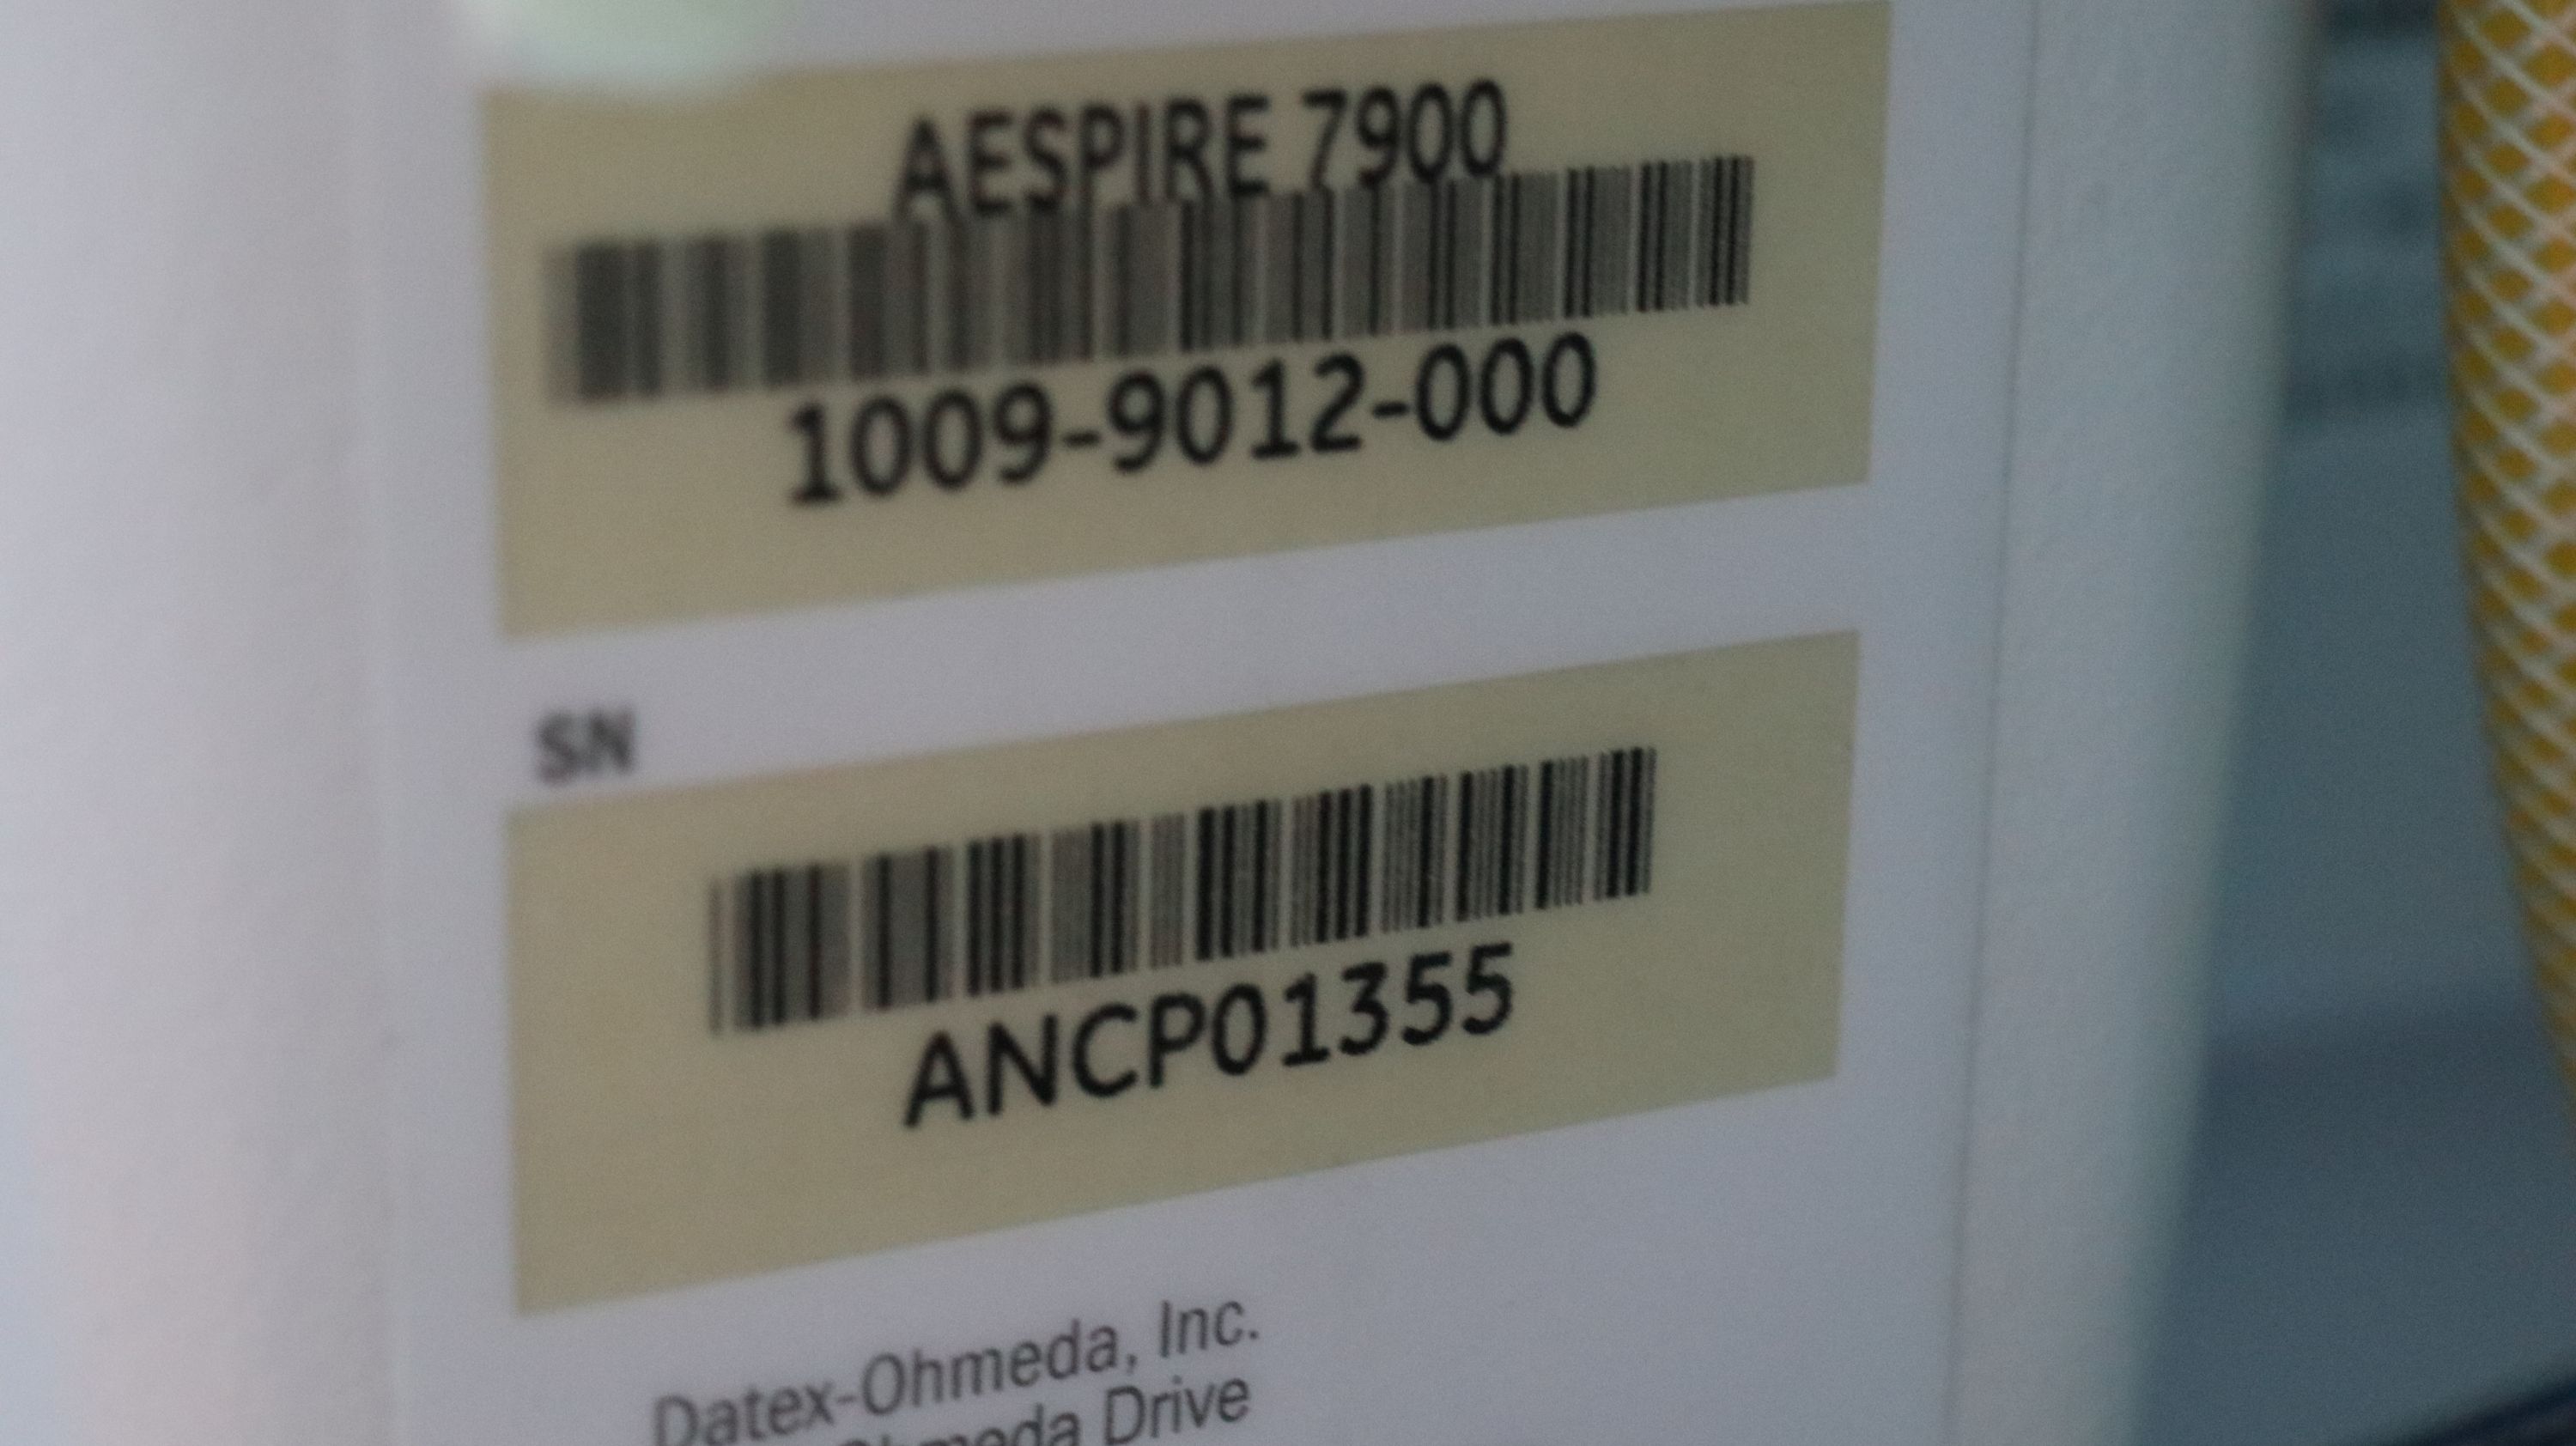 AESPIRE 7900
1009-9012-000
SN
ANCP01355
Datex-Ohmeda, Inc.
Ohmeda Drive